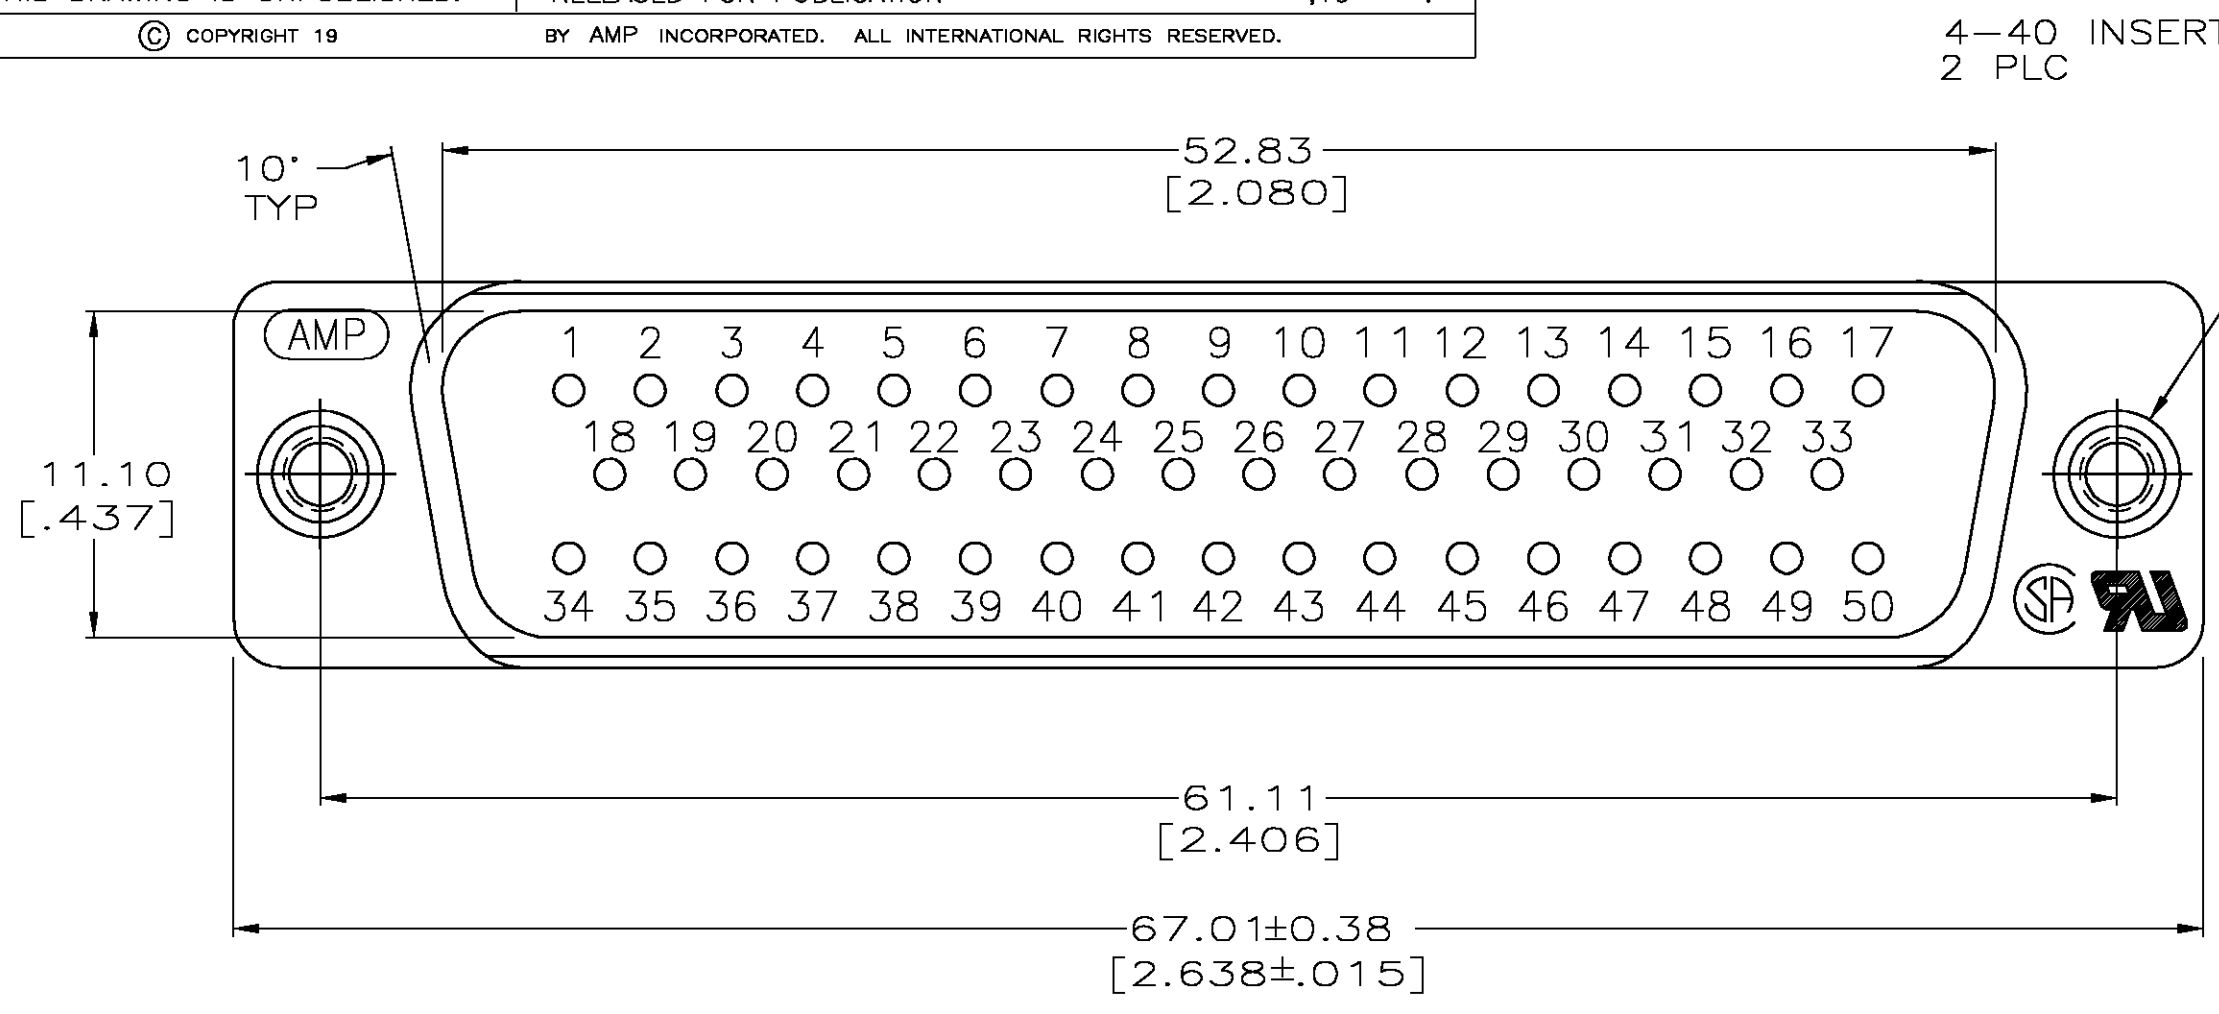 © COPYRIGHT 19 BY AMP INCORPORATED. ALL INTERNATIONAL RIGHTS RESERVED.
4-40 INSERT
2 PLC
10°
TYP
52.83
[2.080]
AMP
1 2 3 4 5 6 7 8 9 10 11 12 13 14 15 16 17
18 19 20 21 22 23 24 25 26 27 28 29 30 31 32 33
11.10
[.437]
34 35 36 37 38 39 40 41 42 43 44 45 46 47 48 49 50
SA
61.11
[2.406]
67.01±0.38
[2.638±.015]